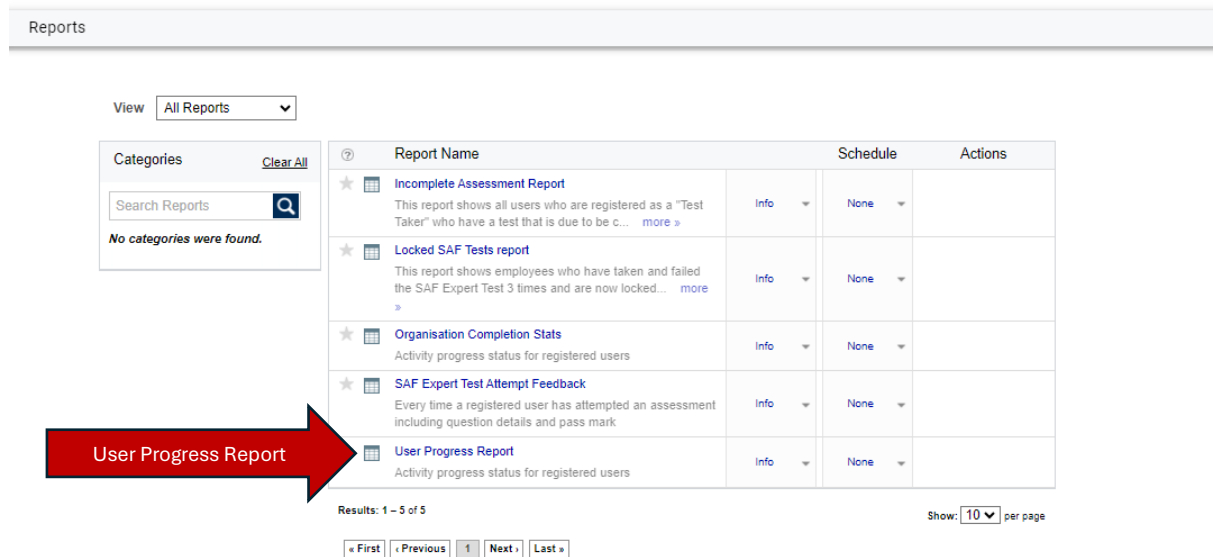 Reports
View All Reports
Categories Clear All
Search Reports
No categories were found.
? Report Name Schedule Actions
Incomplete Assessment Report
This report shows all users who are registered as a "Test
Taker" who have a test that is due to be c... more »
Info None
Locked SAF Tests report
This report shows employees who have taken and failed
the SAF Expert Test 3 times and are now locked... more
»
Info None
Organisation Completion Stats
Activity progress status for registered users
Info None
SAF Expert Test Attempt Feedback
Every time a registered user has attempted an assessment
including question details and pass mark
Info None
User Progress Report
User Progress Report
Activity progress status for registered users
Info None
Results: 1 – 5 of 5
Show: 10 per page
« First ‹ Previous 1 Next › Last »